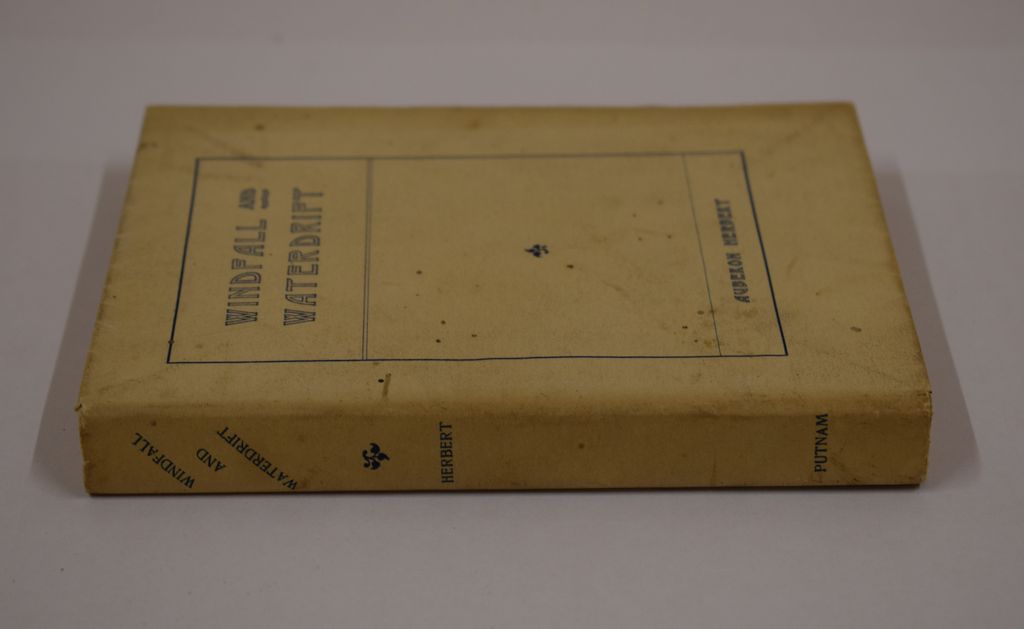 WINDFALL AND
WATERDRIFT
AUBERON HERBERT
WINDFALL
AND
WATERDRIFT
HERBERT
PUTNAM